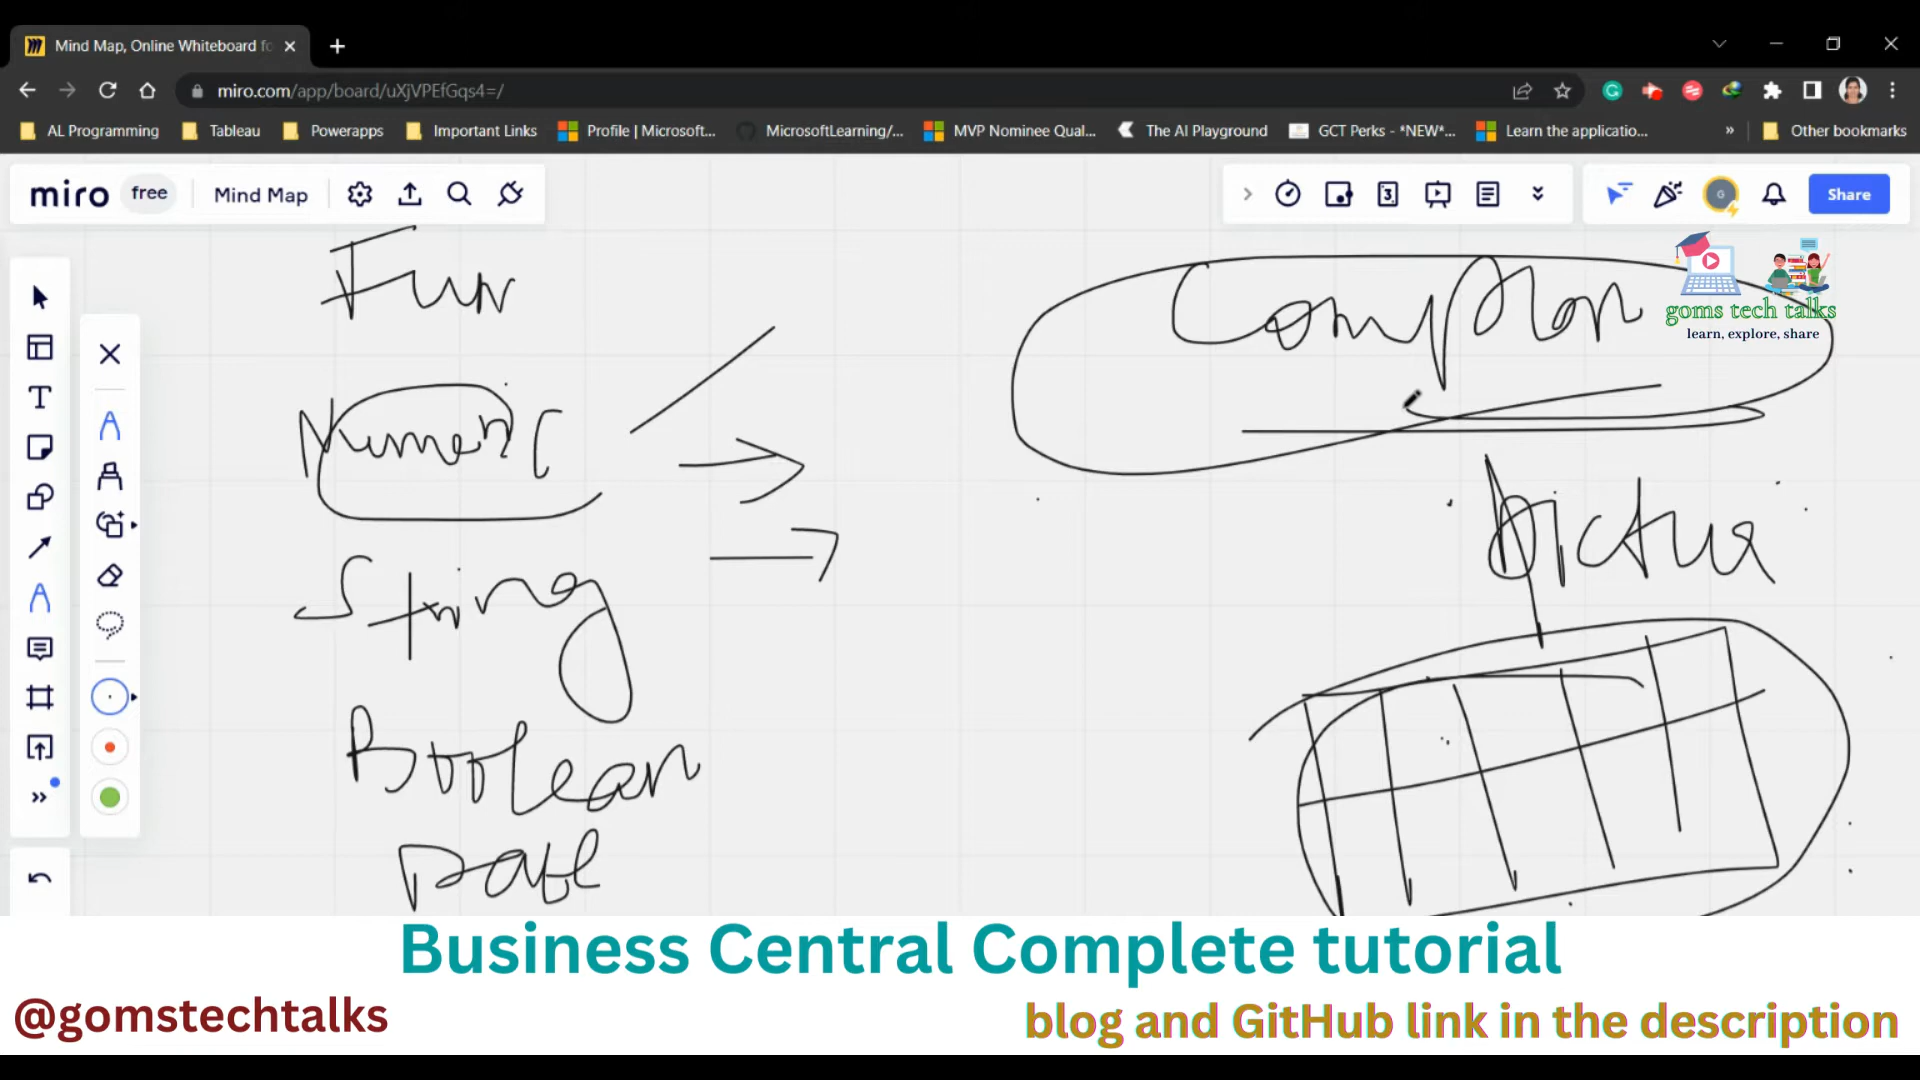 Mind Map, Online Whiteboard fo
miro.com/app/board/uXjVPEfGqs4=/
AL Programming
Tableau
Powerapps
Important Links
Profile | Microsoft...
MicrosoftLearning/...
MVP Nominee Qual...
The AI Playground
GCT Perks - *NEW*...
Learn the applicatio...
»
Other bookmarks
miro
free
Mind Map
3
G
Share
goms tech talks
learn, explore, share
Fun
Numeric
String
Boolean
Date
Business Central Complete tutorial
@gomstechtalks
blog and GitHub link in the description